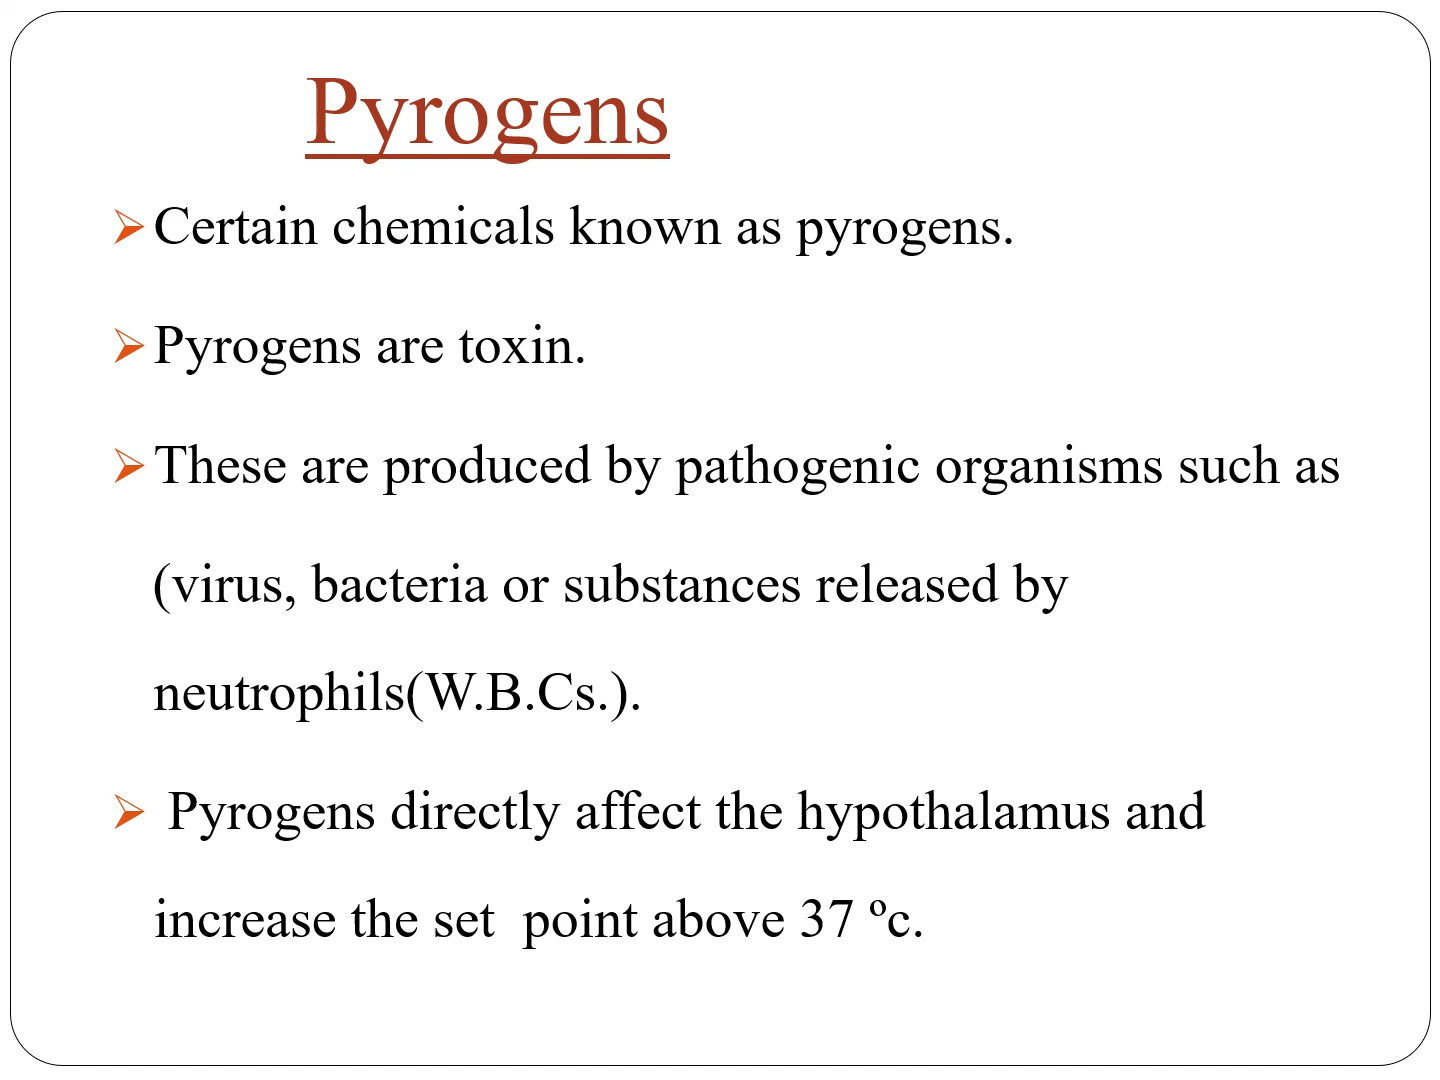 Pyrogens
➢Certain chemicals known as pyrogens.
➢Pyrogens are toxin.
➢These are produced by pathogenic organisms such as
(virus, bacteria or substances released by
neutrophils(W.B.Cs.).
➢ Pyrogens directly affect the hypothalamus and
increase the set  point above 37 ºc.